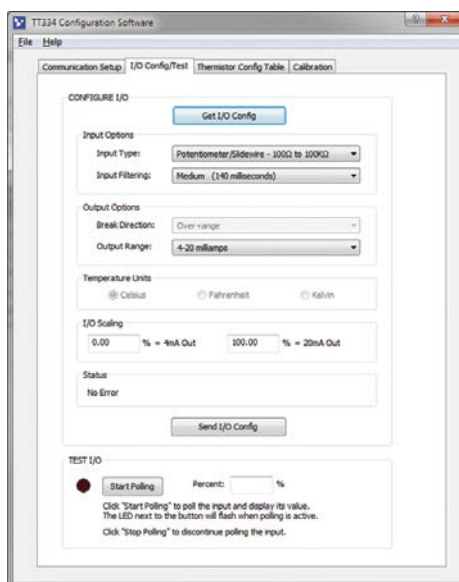 TT334 Configuration Software
File Help
Communication Setup I/O Config/Test Thermistor Config Table Calibration
CONFIGURE I/O
Get I/O Config
Input Options
Input Type: Potentiometer/Slidewire - 100Ω to 100KΩ
Input Filtering: Medium (140 milliseconds)
Output Options
Break Direction: Over-range
Output Range: 4-20 milliamps
Temperature Units
Celsius Fahrenheit Kelvin
I/O Scaling
0.00 % = 4mA Out 100.00 % = 20mA Out
Status
No Error
Send I/O Config
TEST I/O
Start Polling Percent: %
Click "Start Polling" to poll the input and display its value.
The LED next to the button will flash when polling is active.
Click "Stop Polling" to discontinue polling the input.